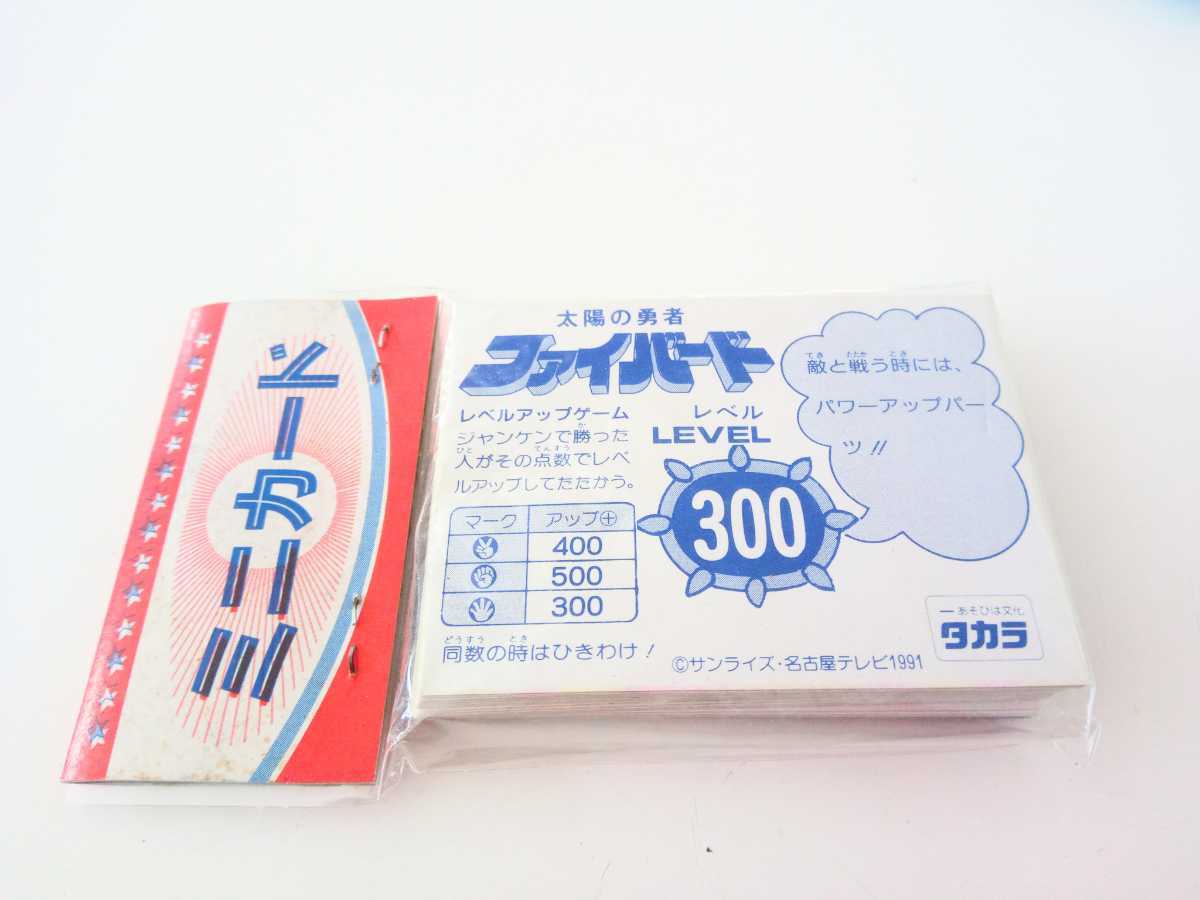 ミニカード
太陽の勇者
ファイバード
レベルアップゲーム
ジャンケンで勝った
人がその点数でレベ
ルアップしてたたかう。
マーク アップ⊕
400
500
300
同数の時はひきわけ!
レベル
LEVEL
300
敵と戦う時には、
パワーアップパー
ツ!!
あそびは文化
タカラ
©サンライズ・名古屋テレビ1991